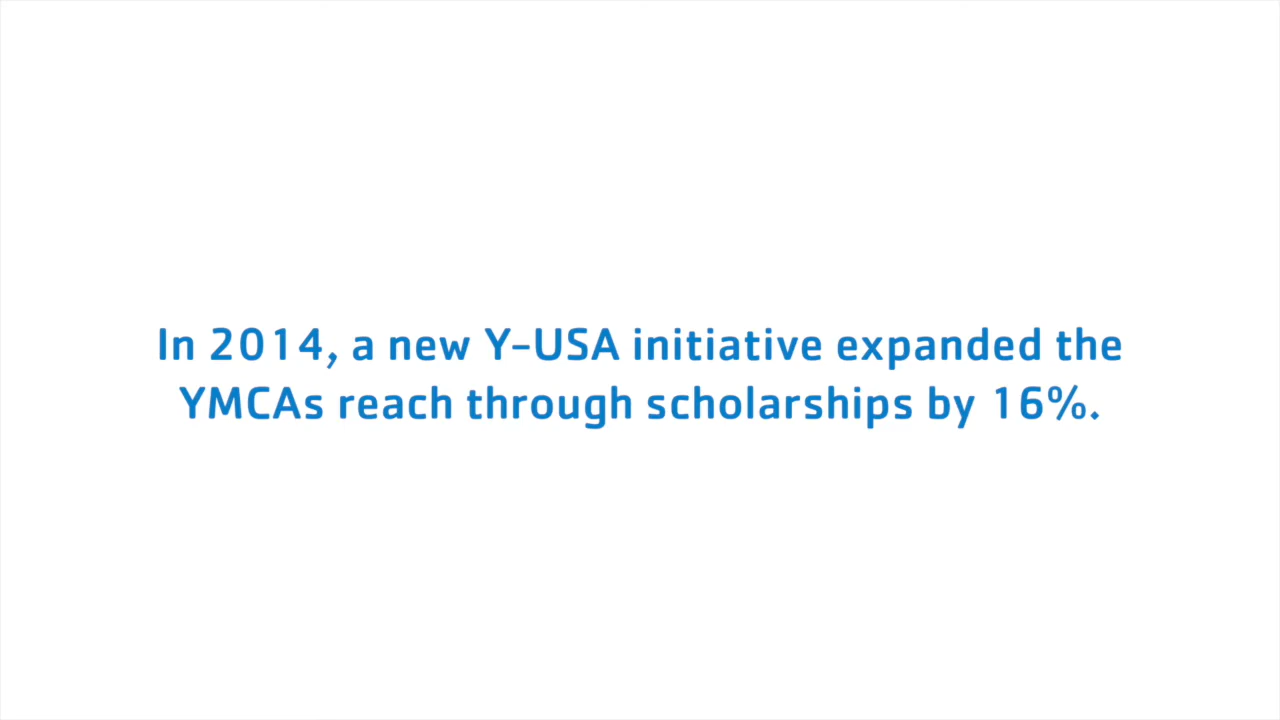 In 2014, a new Y-USA initiative expanded the
YMCAs reach through scholarships by 16%.